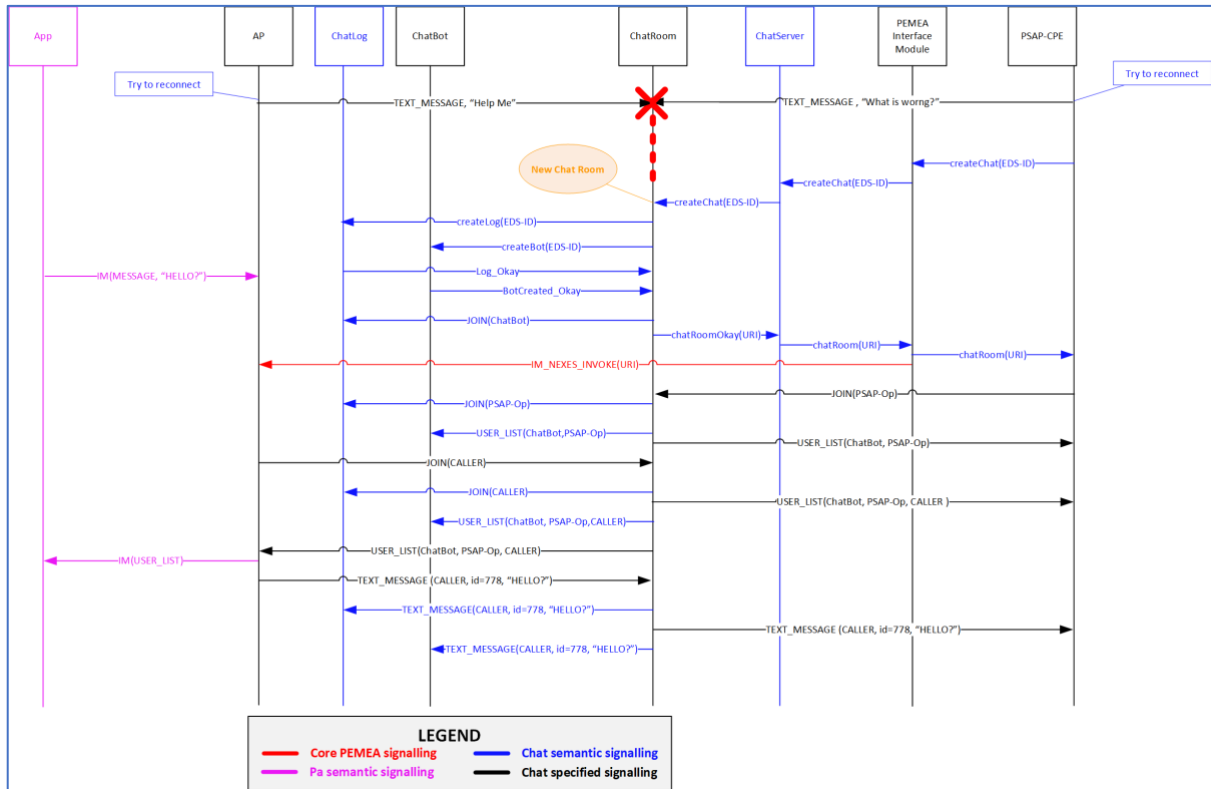 App
AP
ChatLog
ChatBot
ChatRoom
ChatServer
PEMEA
Interface
Module
PSAP-CPE
Try to reconnect
Try to reconnect
TEXT_MESSAGE, “Help Me”
TEXT_MESSAGE , “What is worng?”
createChat(EDS-ID)
New Chat Room
createChat(EDS-ID)
createChat(EDS-ID)
createLog(EDS-ID)
createBot(EDS-ID)
IM(MESSAGE, “HELLO?”)
Log_Okay
BotCreated_Okay
JOIN(ChatBot)
chatRoomOkay(URI)
chatRoom(URI)
chatRoom(URI)
IM_NEXES_INVOKE(URI)
JOIN(PSAP-Op)
JOIN(PSAP-Op)
USER_LIST(ChatBot,PSAP-Op)
USER_LIST(ChatBot, PSAP-Op)
JOIN(CALLER)
JOIN(CALLER)
USER_LIST(ChatBot, PSAP-Op, CALLER )
USER_LIST(ChatBot, PSAP-Op,CALLER)
USER_LIST(ChatBot, PSAP-Op, CALLER)
IM(USER_LIST)
TEXT_MESSAGE (CALLER, id=778, “HELLO?”)
TEXT_MESSAGE(CALLER, id=778, “HELLO?”)
TEXT_MESSAGE (CALLER, id=778, “HELLO?”)
TEXT_MESSAGE(CALLER, id=778, “HELLO?”)
LEGEND
Core PEMEA signalling
Chat semantic signalling
Pa semantic signalling
Chat specified signalling